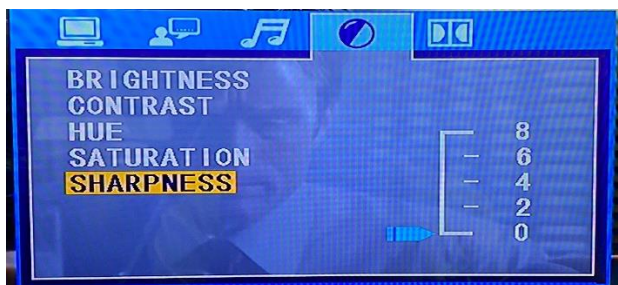 BRIGHTNESS
CONTRAST
HUE
SATURATION
SHARPNESS
8
6
4
2
0